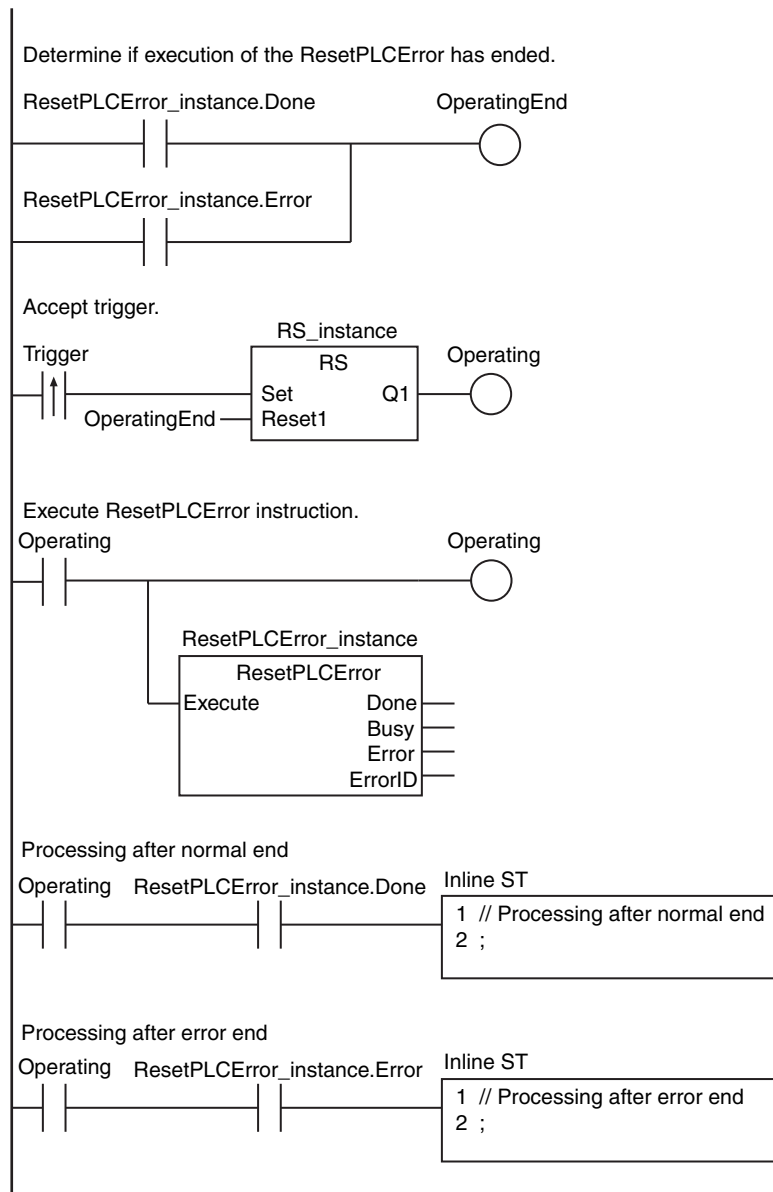 Determine if execution of the ResetPLCError has ended.
ResetPLCError_instance.Done OperatingEnd
ResetPLCError_instance.Error
Accept trigger.
RS_instance
Trigger RS Operating
Set Q1
OperatingEnd Reset1
Execute ResetPLCError instruction.
Operating Operating
ResetPLCError_instance
ResetPLCError
Execute Done
Busy
Error
ErrorID
Processing after normal end
Operating ResetPLCError_instance.Done Inline ST
1 // Processing after normal end
2 ;
Processing after error end
Operating ResetPLCError_instance.Error Inline ST
1 // Processing after error end
2 ;